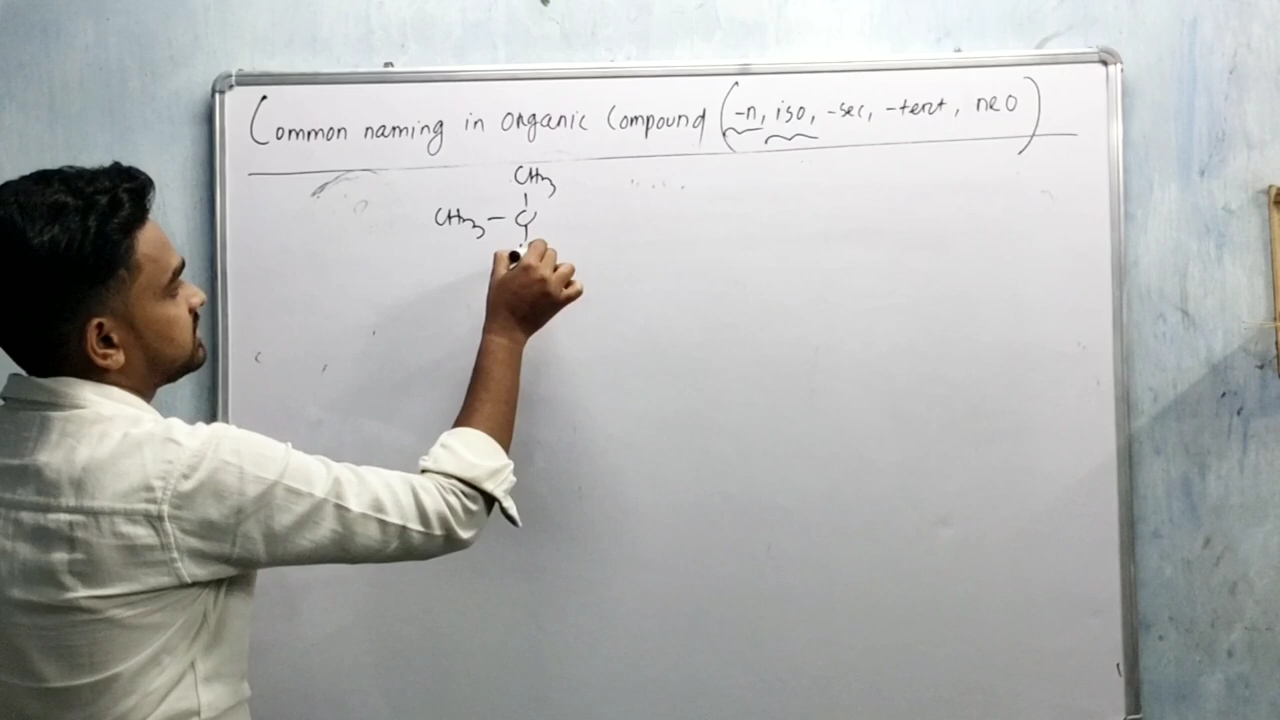 Common naming in organic Compound (-n, iso, -sec, -tert, neo)
CH3
CH3 - C